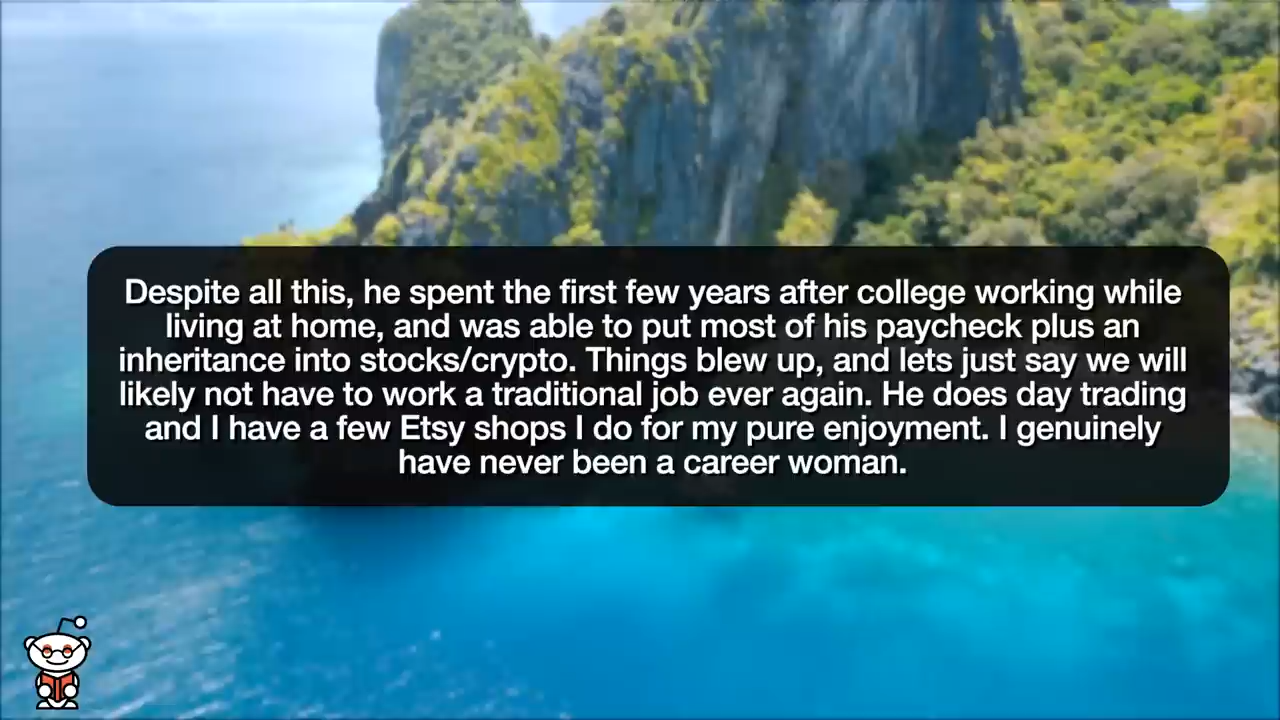 Despite all this, he spent the first few years after college working while
living at home, and was able to put most of his paycheck plus an
inheritance into stocks/crypto. Things blew up, and lets just say we will
likely not have to work a traditional job ever again. He does day trading
and I have a few Etsy shops I do for my pure enjoyment. I genuinely
have never been a career woman.